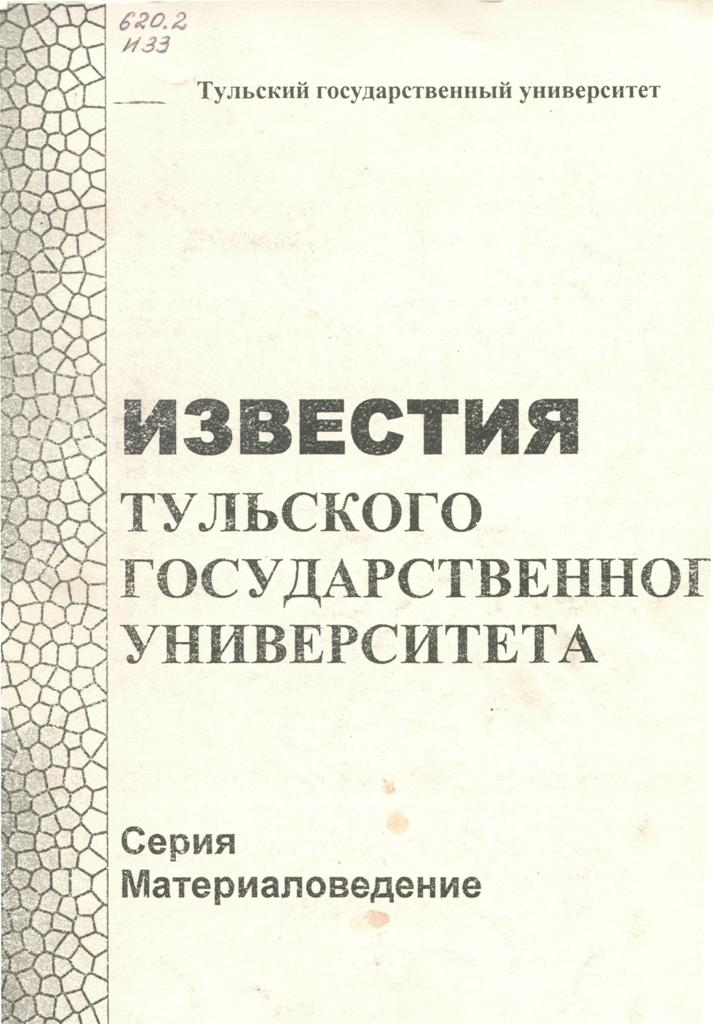 620.2
И33
Тульский государственный университет
ИЗВЕСТИЯ
ТУЛЬСКОГО
ГОСУДАРСТВЕННОГ
УНИВЕРСИТЕТА
Серия
Материаловедение